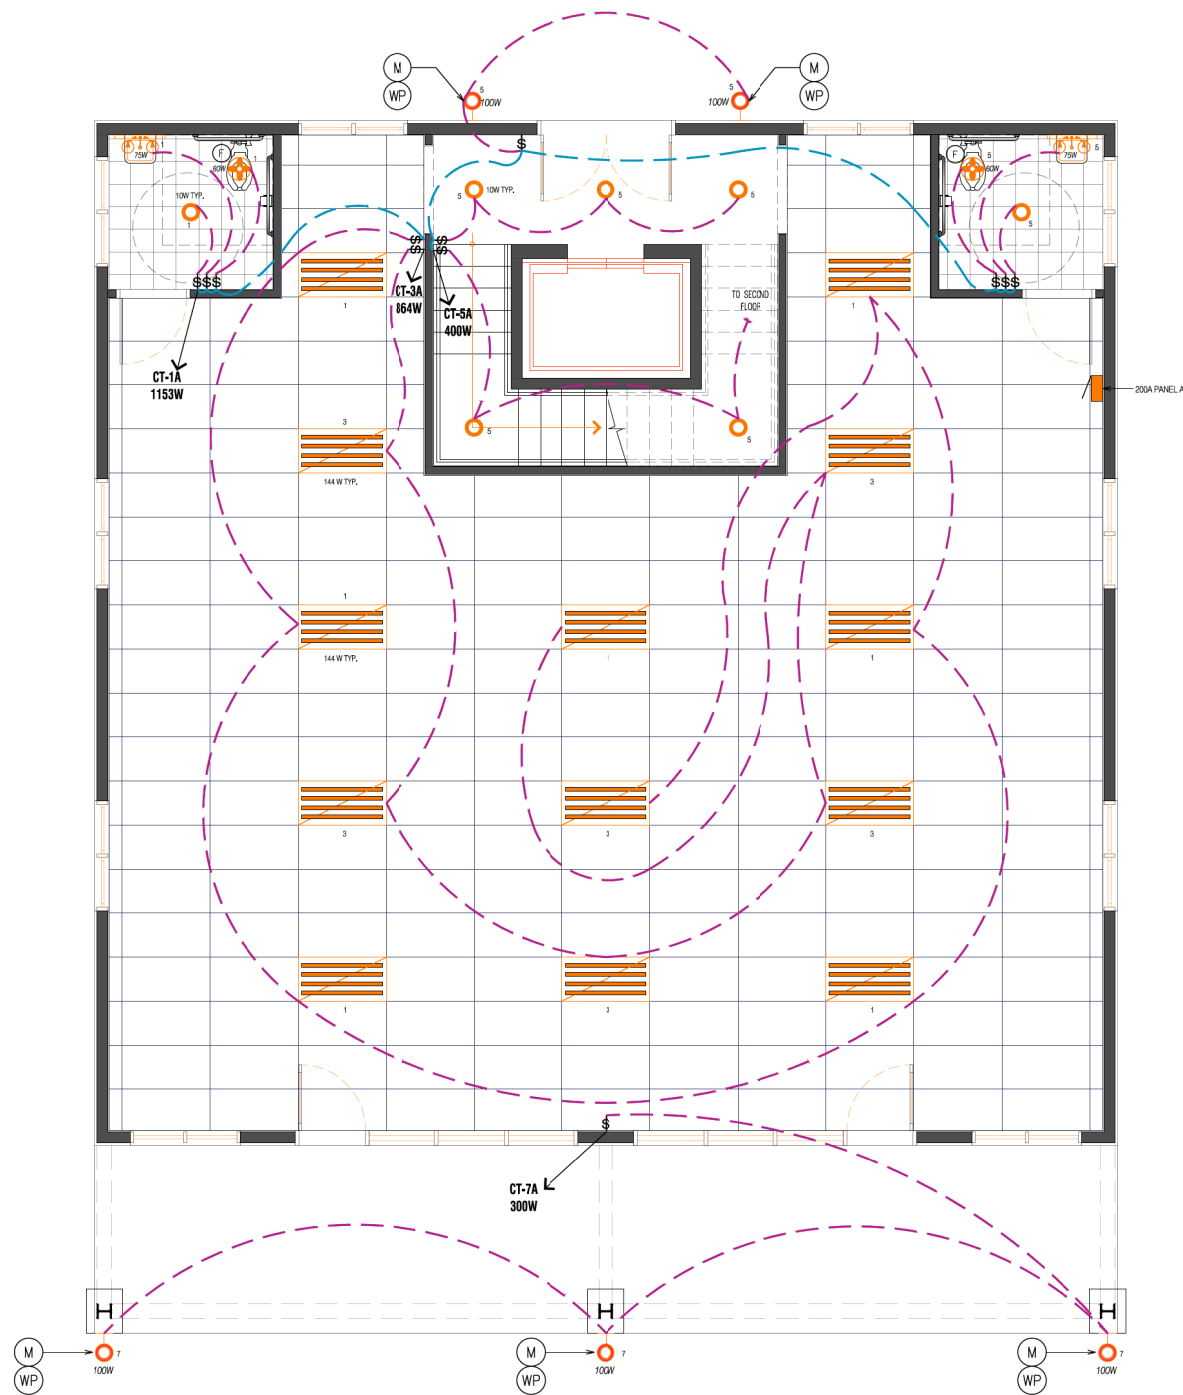 M
WP
5
100W
5
100W
M
WP
1
75W
F
60W
1
10W TYP.
1
$$$
$
5
10W TYP.
5
5
5
75W
F
5
60W
5
$$$
$$
$$
CT-3A
864W
CT-5A
400W
TO SECOND
FLOOR
1
1
CT-1A
1153W
200A PANEL A
3
144 W TYP.
5
5
3
1
144 W TYP.
1
1
3
3
3
1
1
$
CT-7A
300W
H
H
H
M
WP
7
100W
M
WP
7
100W
M
WP
7
100W